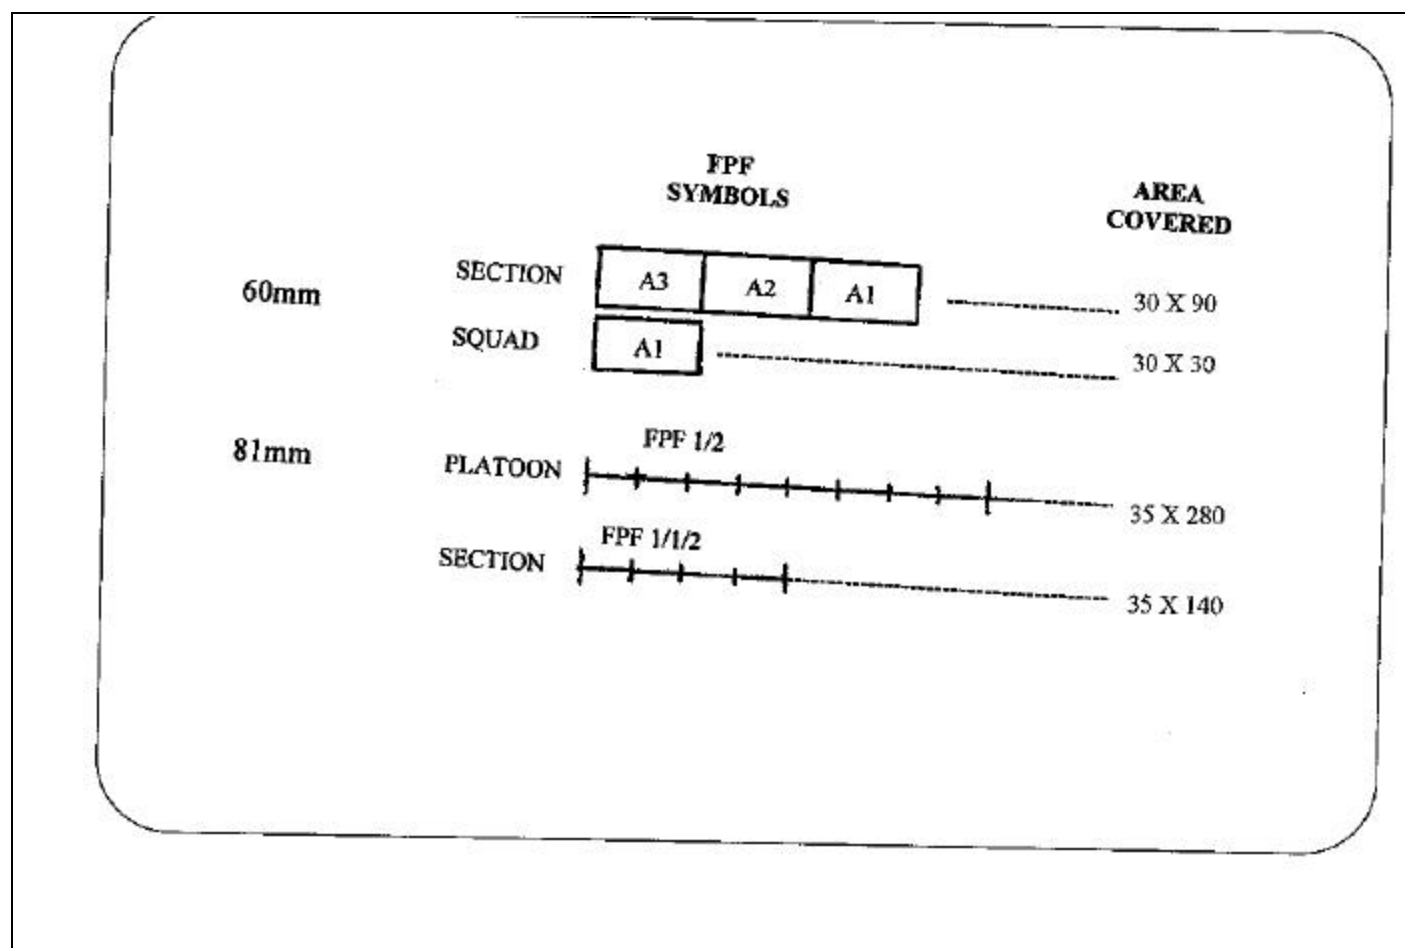 FPF
SYMBOLS
AREA
COVERED
60mm
SECTION
A3
A2
A1
30 X 90
SQUAD
A1
30 X 30
81mm
PLATOON
FPF 1/2
35 X 280
SECTION
FPF 1/1/2
35 X 140